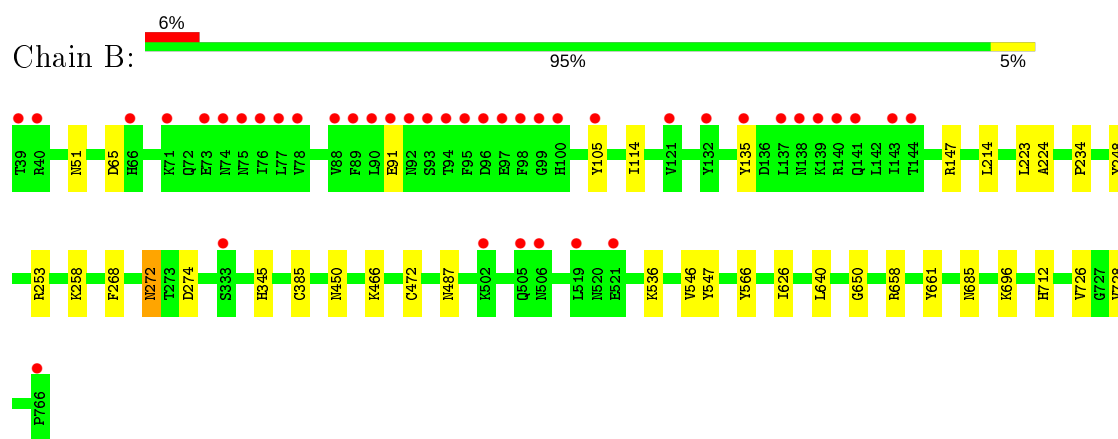 6%
Chain B:
95% 5%
T39 R40 N51 D65 H66 K71 Q72 E73 N74 N75 I76 L77 V78 V88 F89 L90 E91 N92 S93 T94 F95 D96 E97 F98 G99 H100 Y105 I114 V121 Y132 Y135 D136 L137 N138 K139 R140 Q141 L142 I143 T144 R147 L214 L223 A224 P234 Y248
R253 K258 F268 N272 T273 D274 S333 H345 C385 N450 K466 C472 N487 K502 Q505 N506 L519 N520 E521 K536 V546 Y547 Y566 I626 L640 G650 R658 Y661 N685 K696 H712 V726 G727 V728
P766